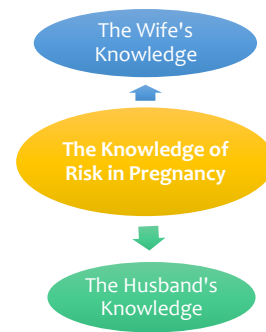 The Wife's
Knowledge
The Knowledge of
Risk in Pregnancy
The Husband's
Knowledge